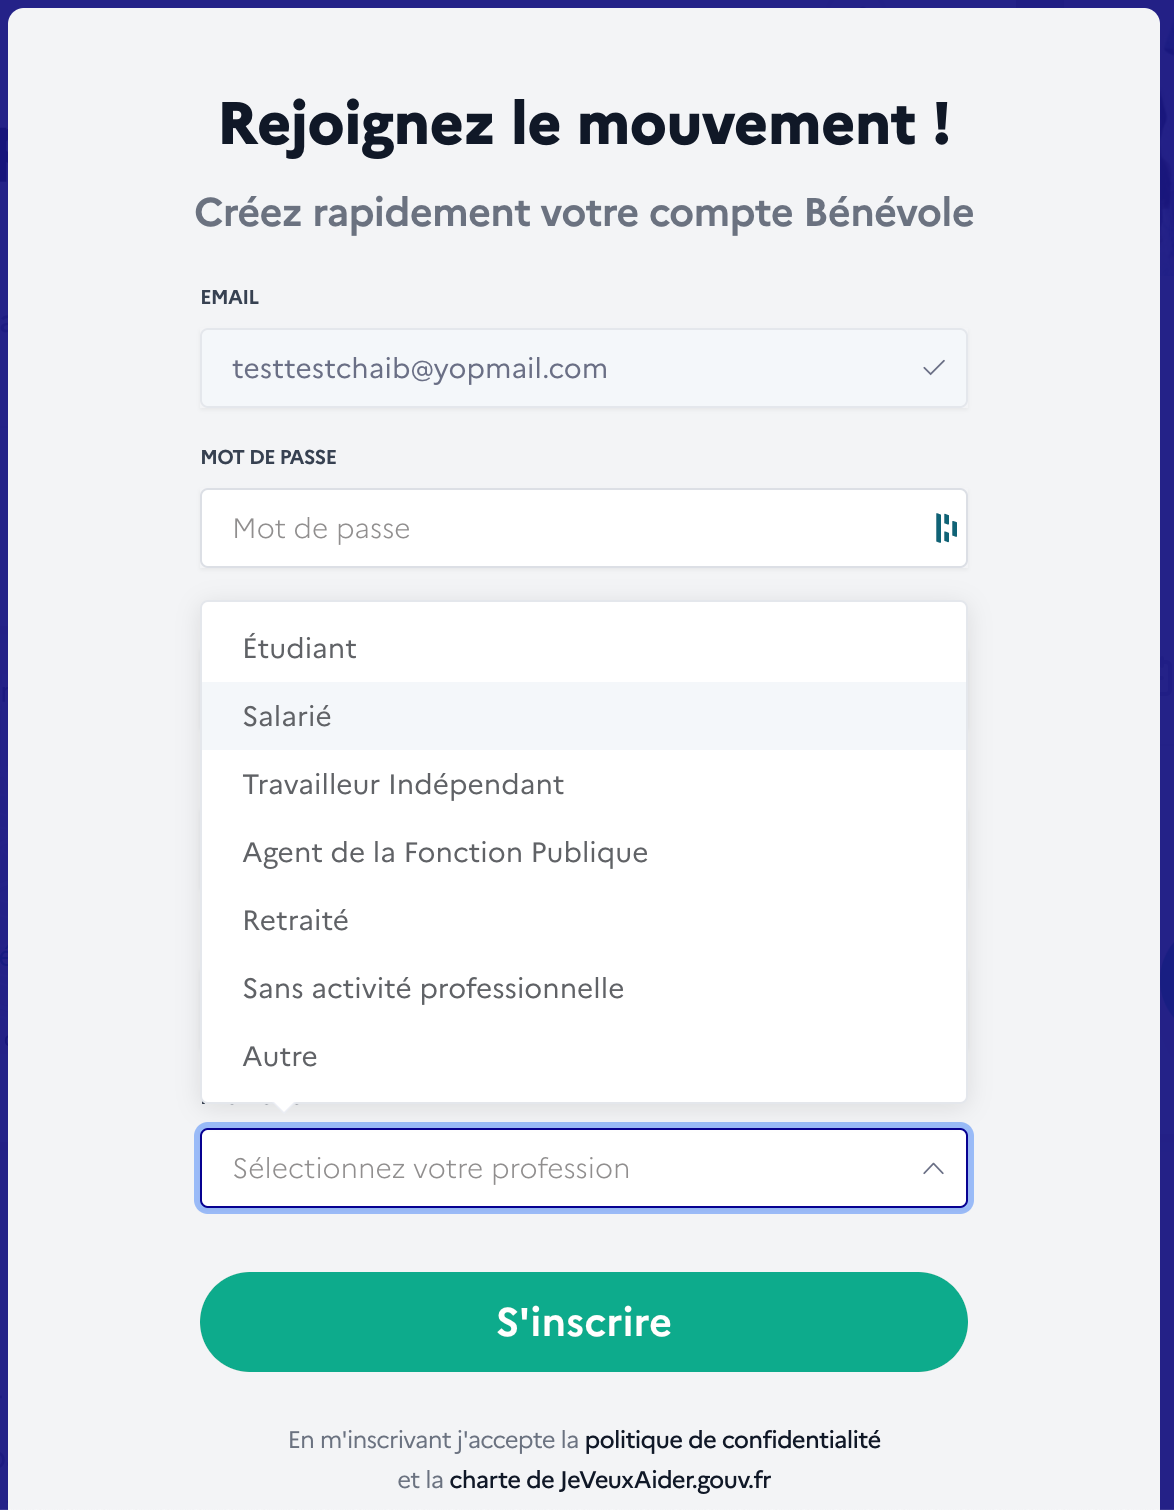 Rejoignez le mouvement !
Créez rapidement votre compte Bénévole
EMAIL
testtestchaib@yopmail.com
MOT DE PASSE
Mot de passe
Étudiant
Salarié
Travailleur Indépendant
Agent de la Fonction Publique
Retraité
Sans activité professionnelle
Autre
Sélectionnez votre profession
S'inscrire
En m'inscrivant j'accepte la politique de confidentialité
et la charte de JeVeuxAider.gouv.fr